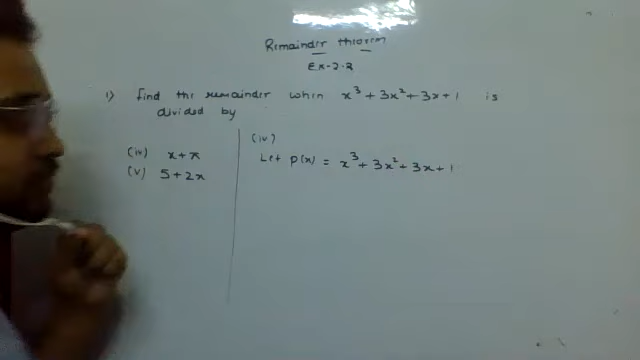 Remainder theorem
Ex-2.3
1) find the remainder when x³ + 3x² + 3x + 1 is
divided by
(iv) x + π
(v) 5 + 2x
(iv)
Let p(x) = x³ + 3x² + 3x + 1